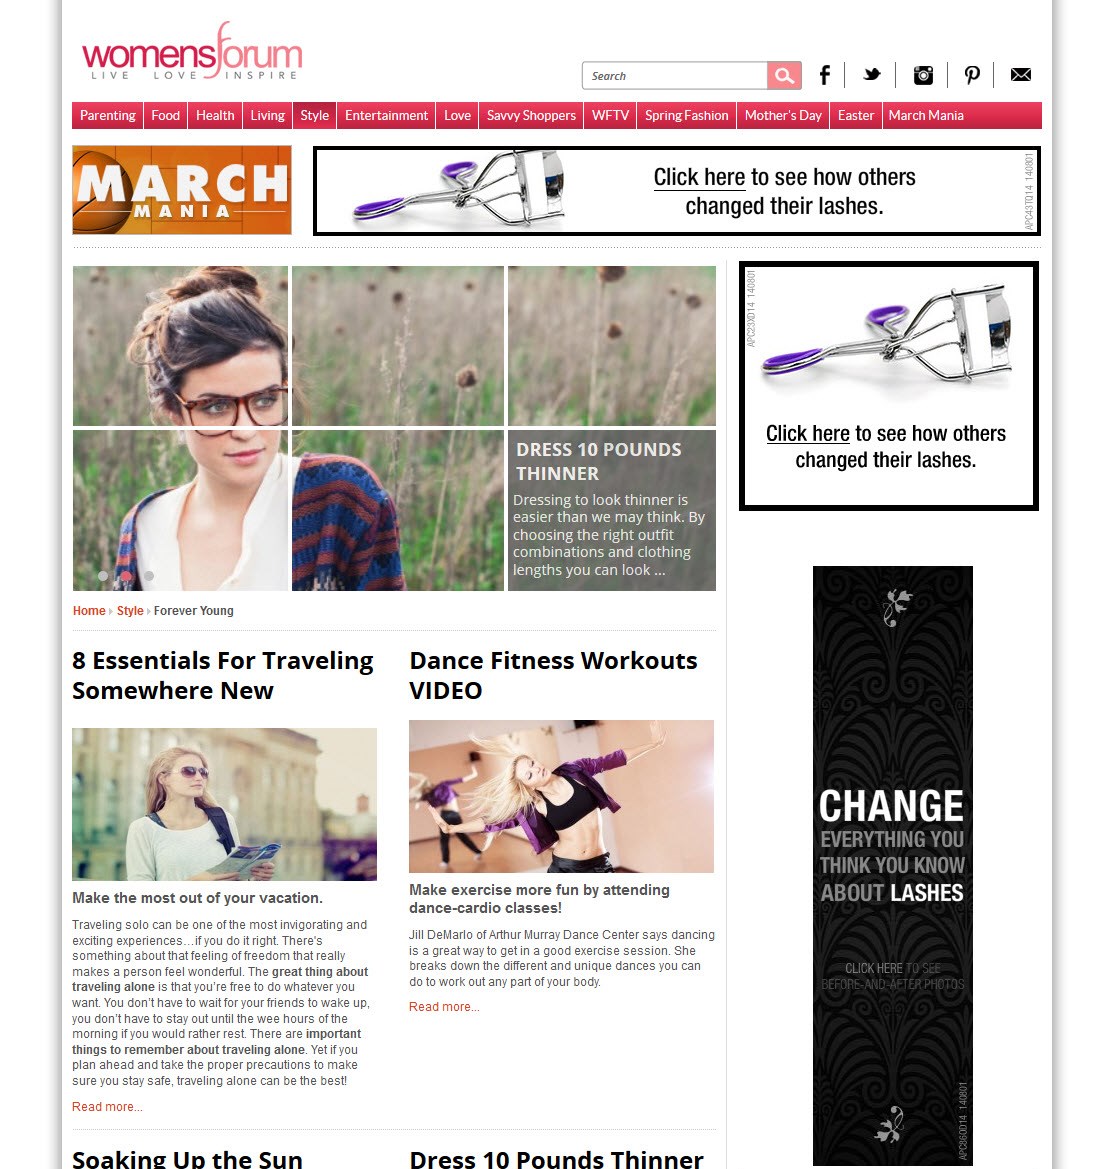 womensforum
LIVE LOVE INSPIRE
Search
Parenting Food Health Living Style Entertainment Love Savvy Shoppers WFTV Spring Fashion Mother's Day Easter March Mania
MARCH
MANIA
Click here to see how others
changed their lashes.
APC43TQ14 140801
APC23XD14 140801
Click here to see how others
changed their lashes.
DRESS 10 POUNDS
THINNER
Dressing to look thinner is
easier than we may think. By
choosing the right outfit
combinations and clothing
lengths you can look ...
Home Style Forever Young
8 Essentials For Traveling
Somewhere New
Make the most out of your vacation.
Traveling solo can be one of the most invigorating and
exciting experiences…if you do it right. There's
something about that feeling of freedom that really
makes a person feel wonderful. The great thing about
traveling alone is that you're free to do whatever you
want. You don't have to wait for your friends to wake up,
you don't have to stay out until the wee hours of the
morning if you would rather rest. There are important
things to remember about traveling alone. Yet if you
plan ahead and take the proper precautions to make
sure you stay safe, traveling alone can be the best!
Read more...
Dance Fitness Workouts
VIDEO
Make exercise more fun by attending
dance-cardio classes!
Jill DeMarlo of Arthur Murray Dance Center says dancing
is a great way to get in a good exercise session. She
breaks down the different and unique dances you can
do to work out any part of your body.
Read more...
CHANGE
EVERYTHING YOU
THINK YOU KNOW
ABOUT LASHES
CLICK HERE TO SEE
BEFORE-AND-AFTER PHOTOS
APC860D14 140801
Soaking Up the Sun
Dress 10 Pounds Thinner